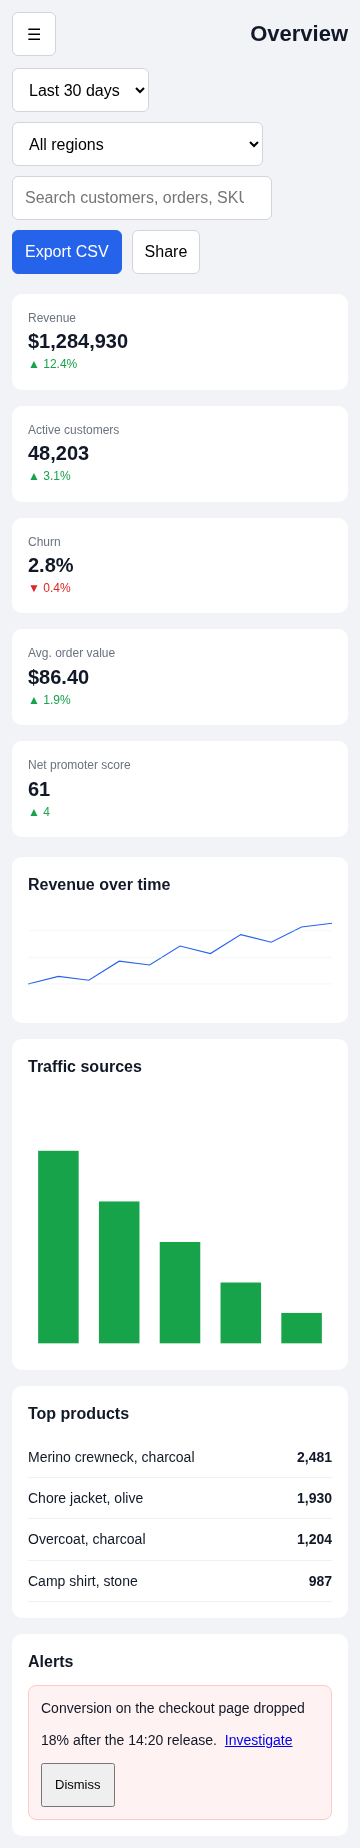 ☰ Overview
Last 30 days
All regions
Search customers, orders, SKU
Export CSV Share
Revenue
$1,284,930
▲ 12.4%
Active customers
48,203
▲ 3.1%
Churn
2.8%
▼ 0.4%
Avg. order value
$86.40
▲ 1.9%
Net promoter score
61
▲ 4
Revenue over time
Traffic sources
Top products
Merino crewneck, charcoal 2,481
Chore jacket, olive 1,930
Overcoat, charcoal 1,204
Camp shirt, stone 987
Alerts
Conversion on the checkout page dropped
18% after the 14:20 release. Investigate
Dismiss